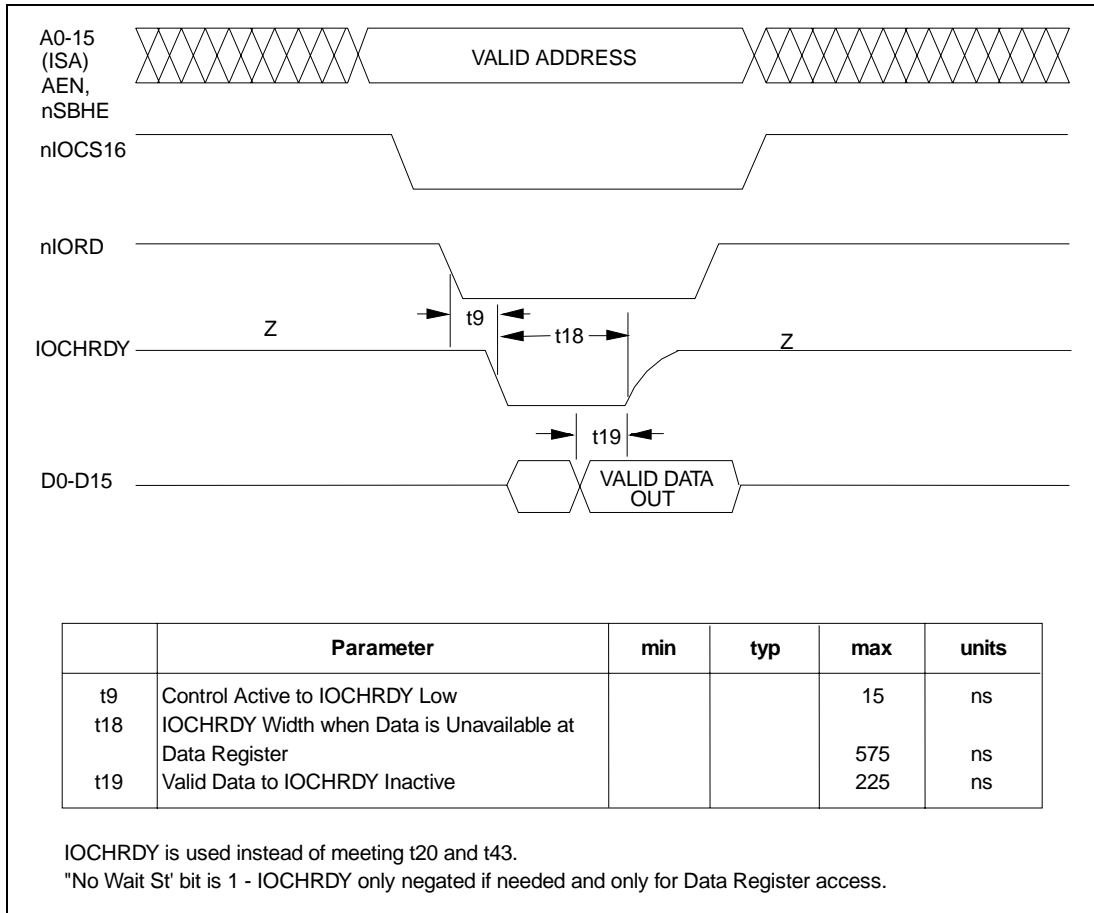 A0-15
(ISA)
AEN,
nSBHE
VALID ADDRESS
nIOCS16
nIORD
t9
Z
t18
IOCHRDY
Z
t19
D0-D15
VALID DATA
OUT
Parameter min typ max units
t9 Control Active to IOCHRDY Low 15 ns
t18 IOCHRDY Width when Data is Unavailable at
Data Register 575 ns
t19 Valid Data to IOCHRDY Inactive 225 ns
IOCHRDY is used instead of meeting t20 and t43.
"No Wait St' bit is 1 - IOCHRDY only negated if needed and only for Data Register access.